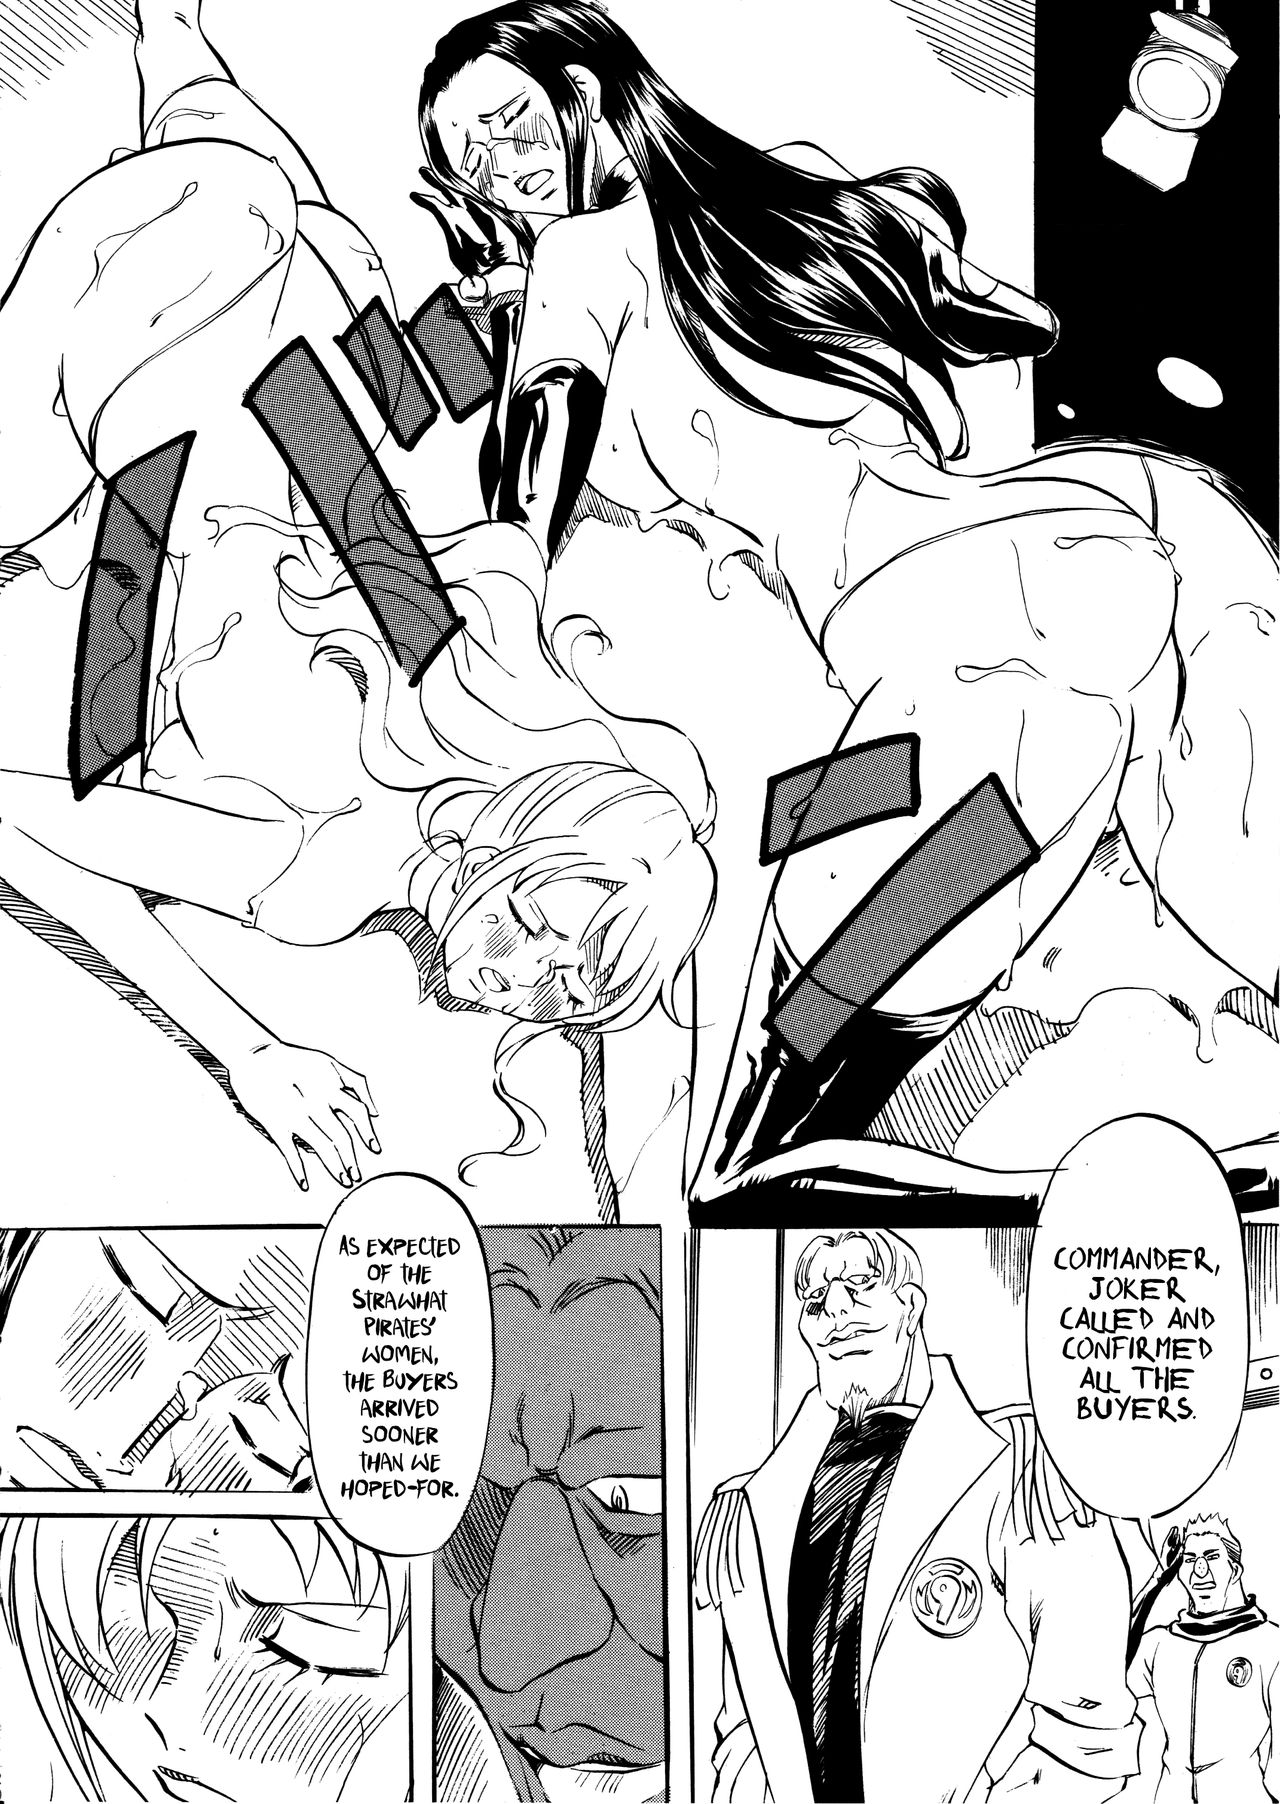 COMMANDER,
JOKER
CALLED AND
CONFIRMED
ALL THE
BUYERS.
AS EXPECTED
OF THE
STRAWHAT
PIRATES'
WOMEN,
THE BUYERS
ARRIVED
SOONER
THAN WE
HOPED-FOR.